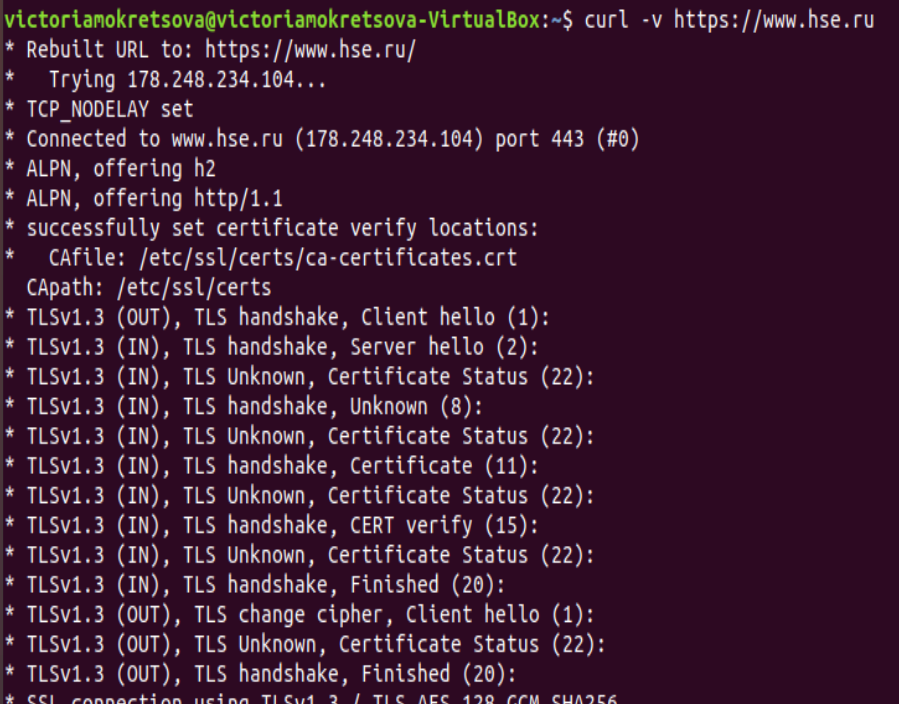 victoriamokretsova@victoriamokretsova-VirtualBox:~$ curl -v https://www.hse.ru
* Rebuilt URL to: https://www.hse.ru/
*   Trying 178.248.234.104...
* TCP_NODELAY set
* Connected to www.hse.ru (178.248.234.104) port 443 (#0)
* ALPN, offering h2
* ALPN, offering http/1.1
* successfully set certificate verify locations:
*   CAfile: /etc/ssl/certs/ca-certificates.crt
  CApath: /etc/ssl/certs
* TLSv1.3 (OUT), TLS handshake, Client hello (1):
* TLSv1.3 (IN), TLS handshake, Server hello (2):
* TLSv1.3 (IN), TLS Unknown, Certificate Status (22):
* TLSv1.3 (IN), TLS handshake, Unknown (8):
* TLSv1.3 (IN), TLS Unknown, Certificate Status (22):
* TLSv1.3 (IN), TLS handshake, Certificate (11):
* TLSv1.3 (IN), TLS Unknown, Certificate Status (22):
* TLSv1.3 (IN), TLS handshake, CERT verify (15):
* TLSv1.3 (IN), TLS Unknown, Certificate Status (22):
* TLSv1.3 (IN), TLS handshake, Finished (20):
* TLSv1.3 (OUT), TLS change cipher, Client hello (1):
* TLSv1.3 (OUT), TLS Unknown, Certificate Status (22):
* TLSv1.3 (OUT), TLS handshake, Finished (20):
* SSL connection using TLSv1.3 / TLS_AES_128_GCM_SHA256